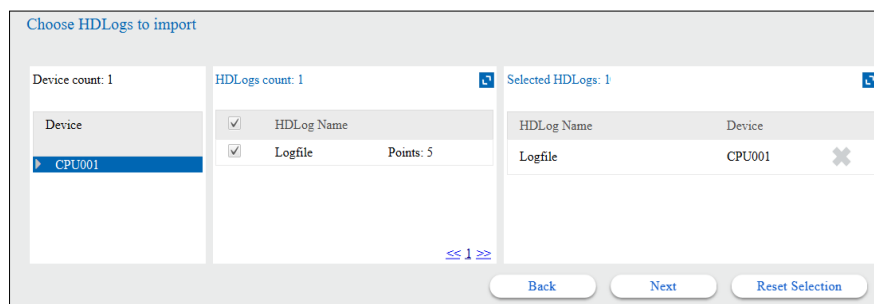 Choose HDLogs to import
Device count: 1
HDLogs count: 1
Selected HDLogs: 1
Device
HDLog Name
HDLog Name Device
CPU001
Logfile Points: 5
Logfile CPU001
<< 1 >>
Back Next Reset Selection